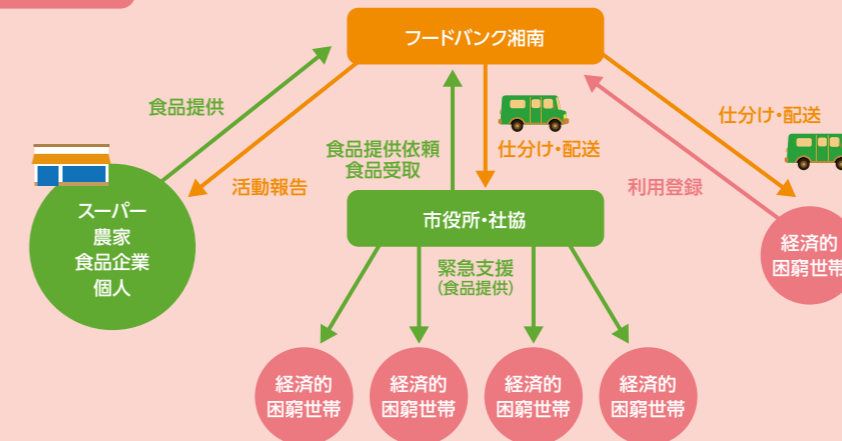 フードバンク湘南
食品提供
仕分け・配送
食品提供依頼
食品受取
仕分け・配送
活動報告
利用登録
スーパー
農家
食品企業
個人
市役所・社協
経済的
困窮世帯
緊急支援
(食品提供)
経済的
困窮世帯
経済的
困窮世帯
経済的
困窮世帯
経済的
困窮世帯